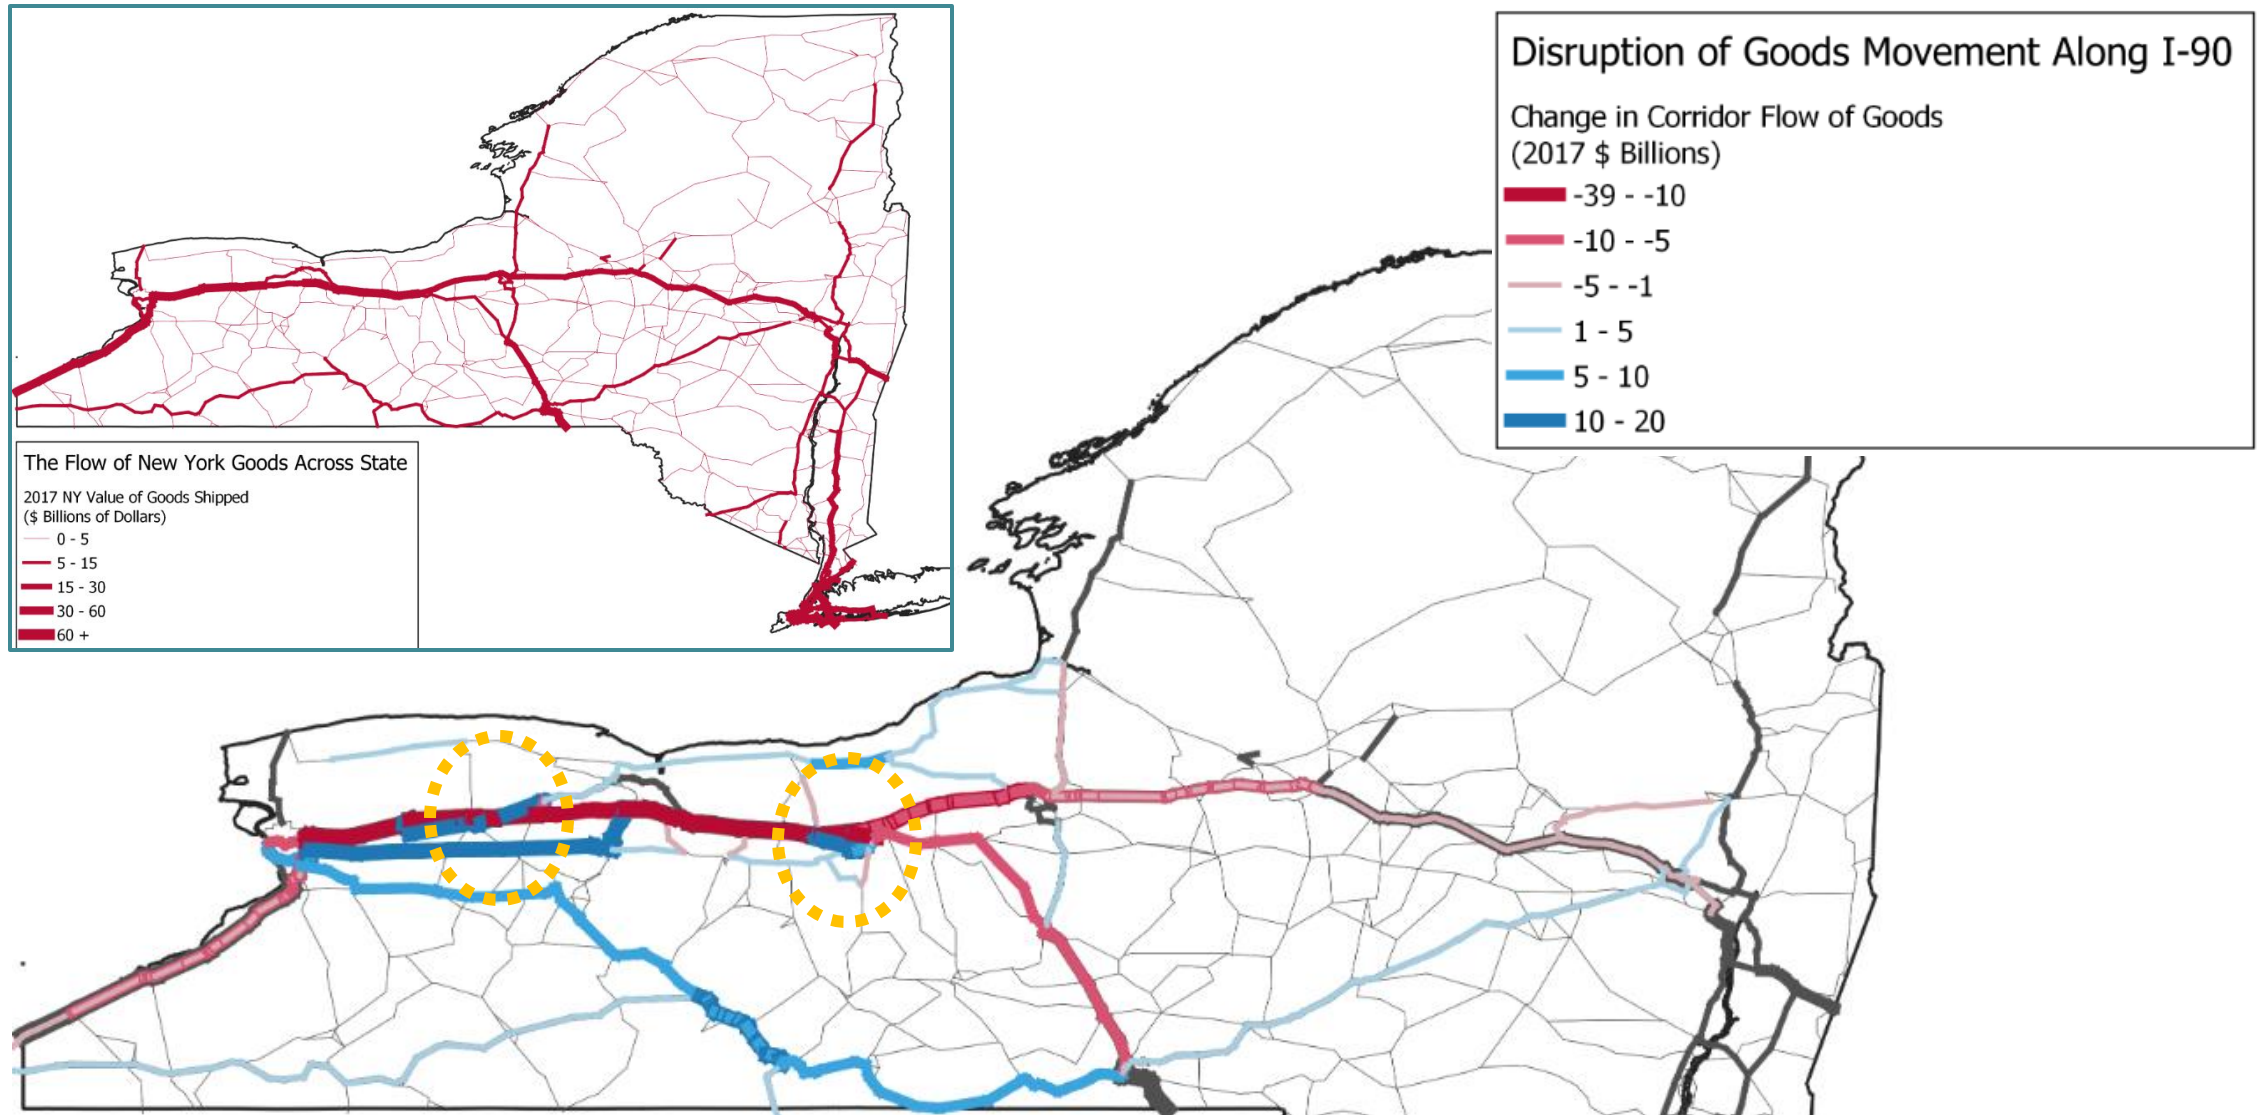 The Flow of New York Goods Across State
2017 NY Value of Goods Shipped
($ Billions of Dollars)
0 - 5
5 - 15
15 - 30
30 - 60
60 +
Disruption of Goods Movement Along I-90
Change in Corridor Flow of Goods
(2017 $ Billions)
-39 - -10
-10 - -5
-5 - -1
1 - 5
5 - 10
10 - 20